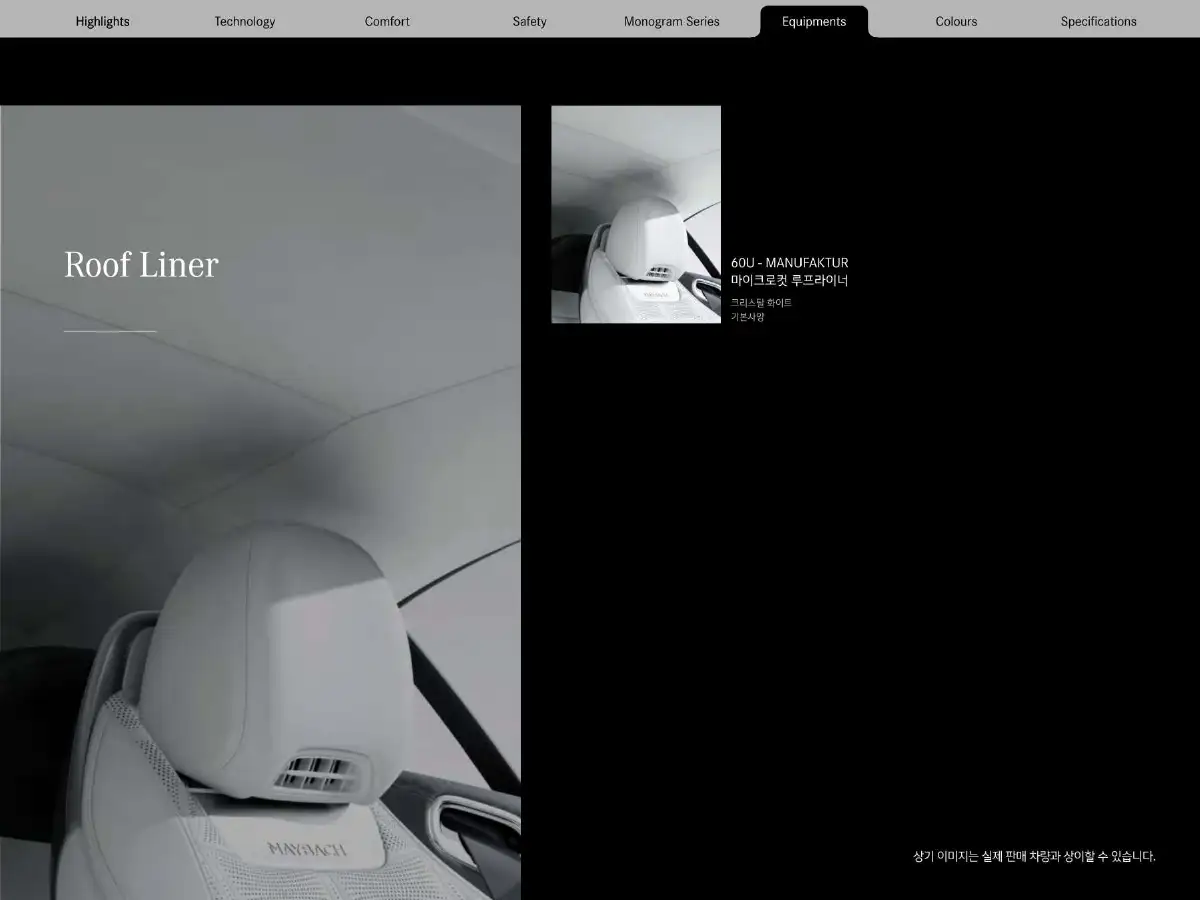 Highlights
Technology
Comfort
Safety
Monogram Series
Equipments
Colours
Specifications
Roof Liner
60U - MANUFAKTUR
마이크로컷 루프라이너
크리스탈 화이트
기본사양
MAYBACH
상기 이미지는 실제 판매 차량과 상이할 수 있습니다.